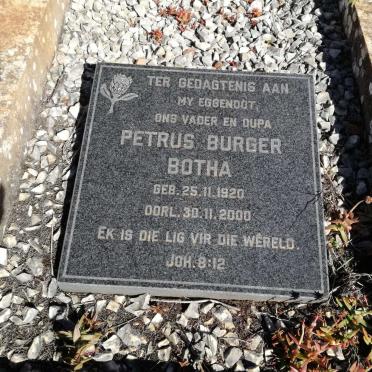 TER GEDAGTENIS AAN
MY EGGENOOT,
ONS VADER EN OUPA
PETRUS BURGER
BOTHA
GEB. 25.11.1920
OORL. 30.11.2000
EK IS DIE LIG VIR DIE WÊRELD.
JOH. 8:12